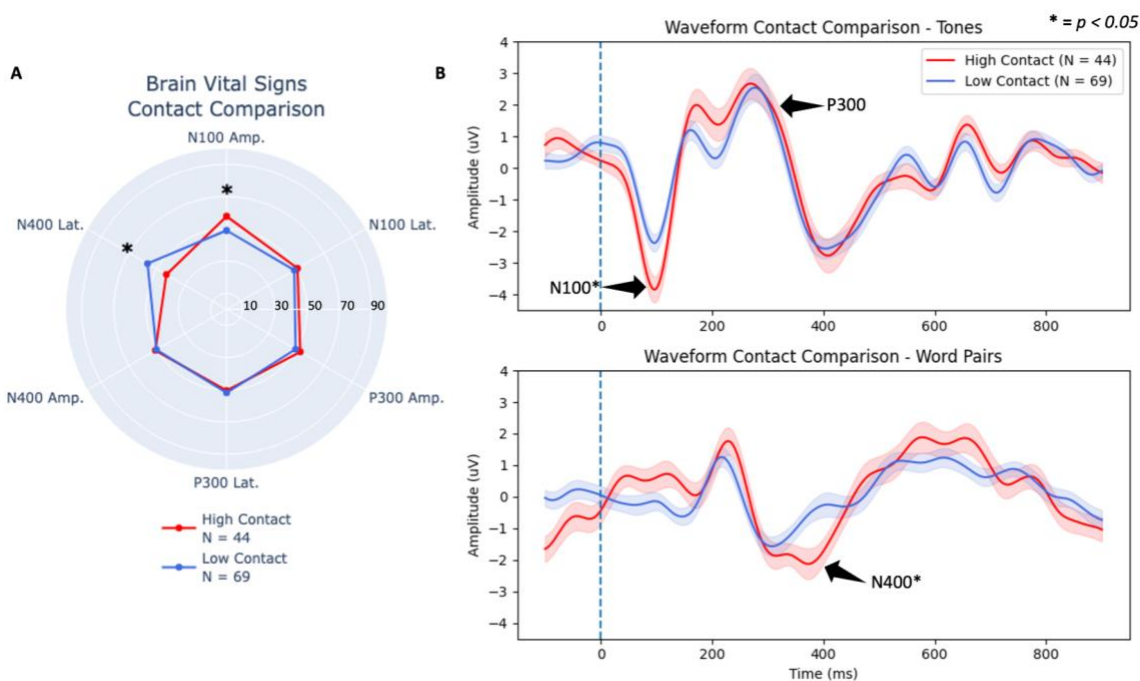 A
Brain Vital Signs
Contact Comparison
N100 Amp.
*
*
N400 Lat.
N100 Lat.
10 30 50 70 90
N400 Amp.
P300 Amp.
P300 Lat.
High Contact
N = 44
Low Contact
N = 69
B
* = p < 0.05
Waveform Contact Comparison - Tones
High Contact (N = 44)
Low Contact (N = 69)
P300
N100*
Amplitude (uV)
4
3
2
1
0
−1
−2
−3
−4
0 200 400 600 800
Waveform Contact Comparison - Word Pairs
N400*
Amplitude (uV)
4
3
2
1
0
−1
−2
−3
−4
0 200 400 600 800
Time (ms)